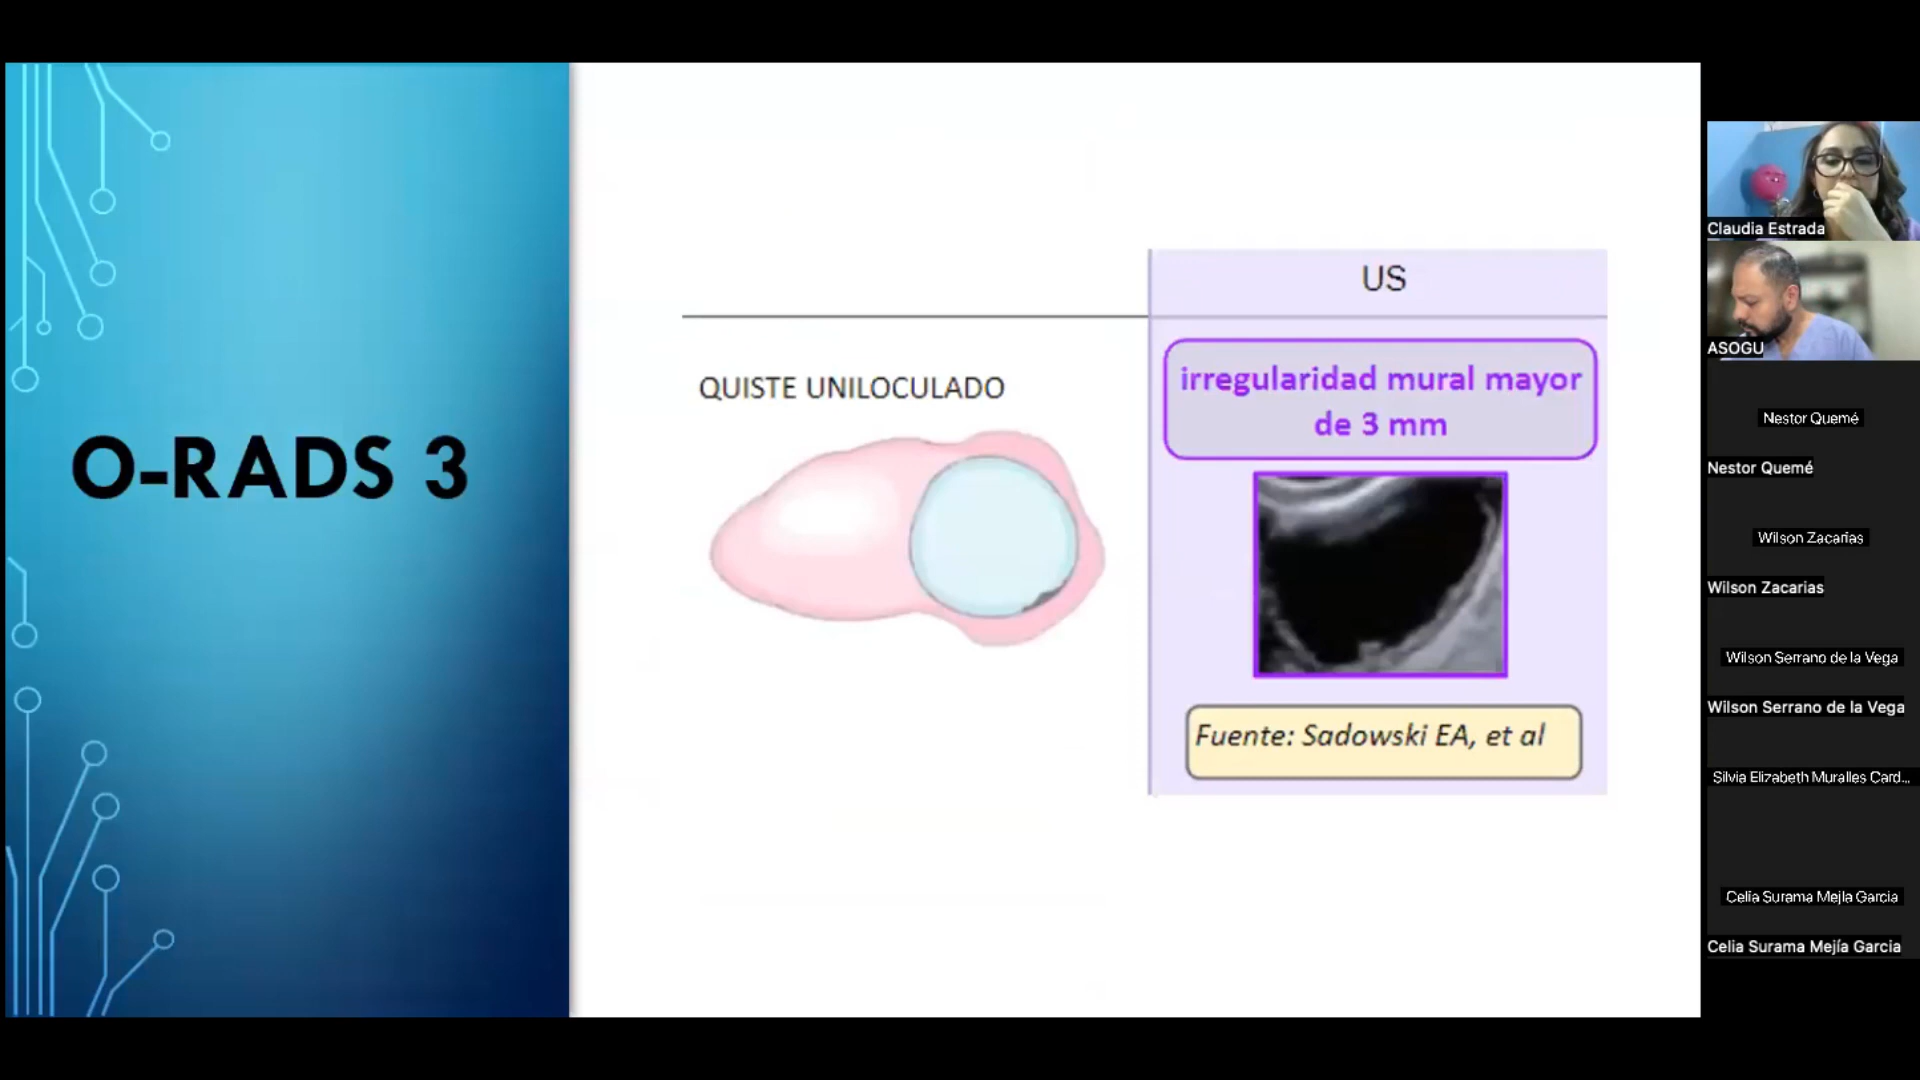 O-RADS 3
US
QUISTE UNILOCULADO
irregularidad mural mayor
de 3 mm
Fuente: Sadowski EA, et al
Claudia Estrada
ASOGU
Nestor Quemé
Nestor Quemé
Wilson Zacarias
Wilson Zacarias
Wilson Serrano de la Vega
Wilson Serrano de la Vega
Silvia Elizabeth Muralles Card...
Celia Surama Mejía Garcia
Celia Surama Mejía Garcia